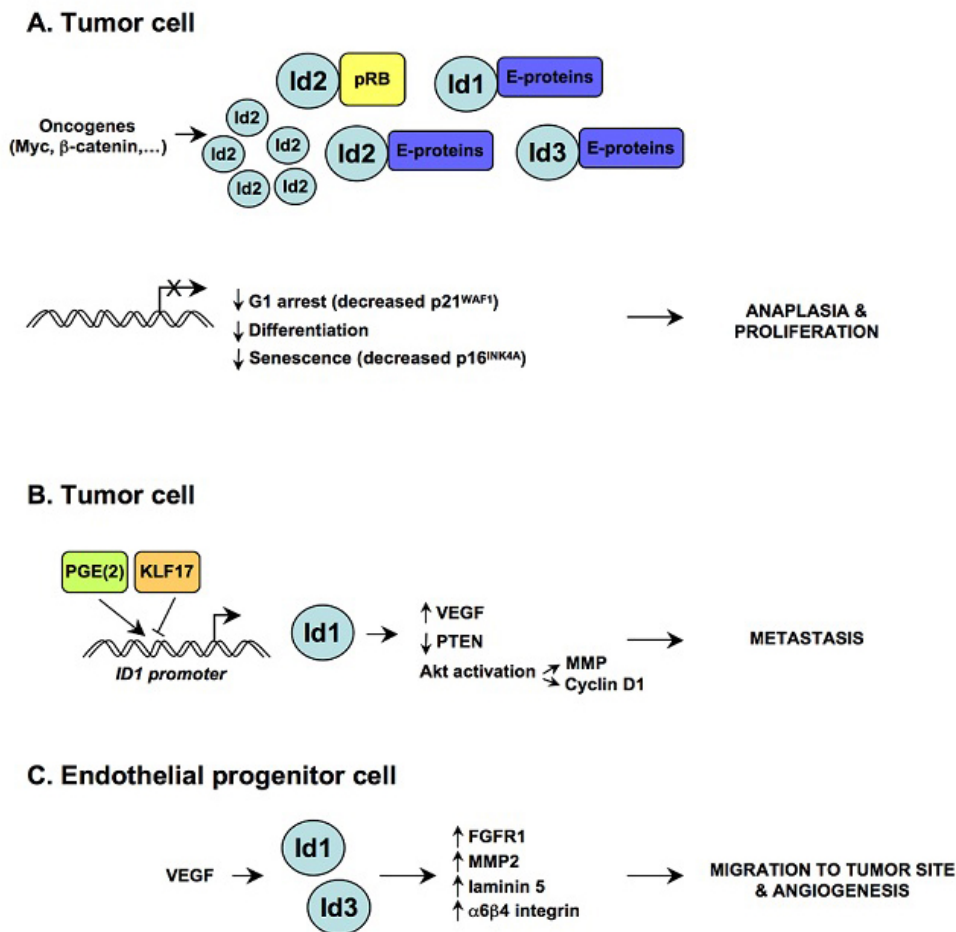 A. Tumor cell
Id2 pRB
Id1 E-proteins
Oncogenes
(Myc, β-catenin,...)
Id2
Id2
Id2
Id2
Id2
Id2 E-proteins
Id3 E-proteins
X
G1 arrest (decreased p21WAF1)
Differentiation
Senescence (decreased p16INK4A)
ANAPLASIA &
PROLIFERATION
B. Tumor cell
PGE(2) KLF17
ID1 promoter
Id1
VEGF
PTEN
Akt activation
MMP
Cyclin D1
METASTASIS
C. Endothelial progenitor cell
VEGF
Id1
Id3
FGFR1
MMP2
laminin 5
α6β4 integrin
MIGRATION TO TUMOR SITE
& ANGIOGENESIS